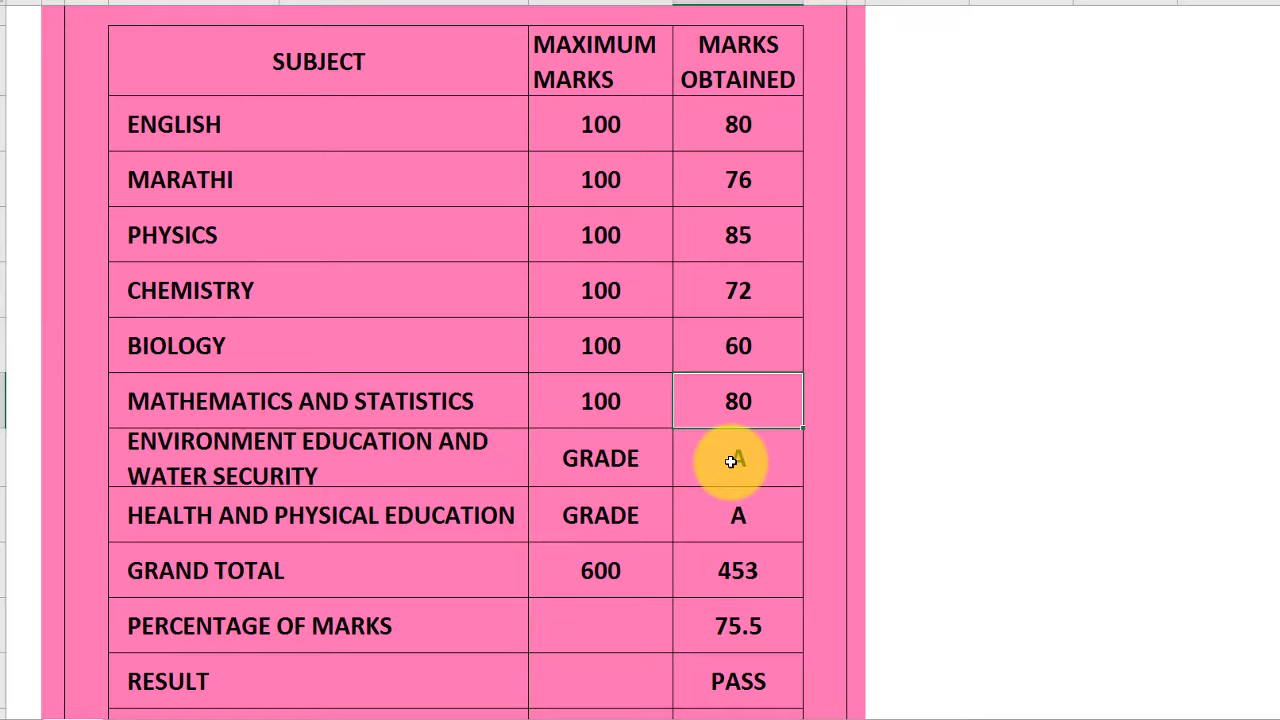 SUBJECT MAXIMUM MARKS MARKS OBTAINED
ENGLISH 100 80
MARATHI 100 76
PHYSICS 100 85
CHEMISTRY 100 72
BIOLOGY 100 60
MATHEMATICS AND STATISTICS 100 80
ENVIRONMENT EDUCATION AND WATER SECURITY GRADE A
HEALTH AND PHYSICAL EDUCATION GRADE A
GRAND TOTAL 600 453
PERCENTAGE OF MARKS 75.5
RESULT PASS